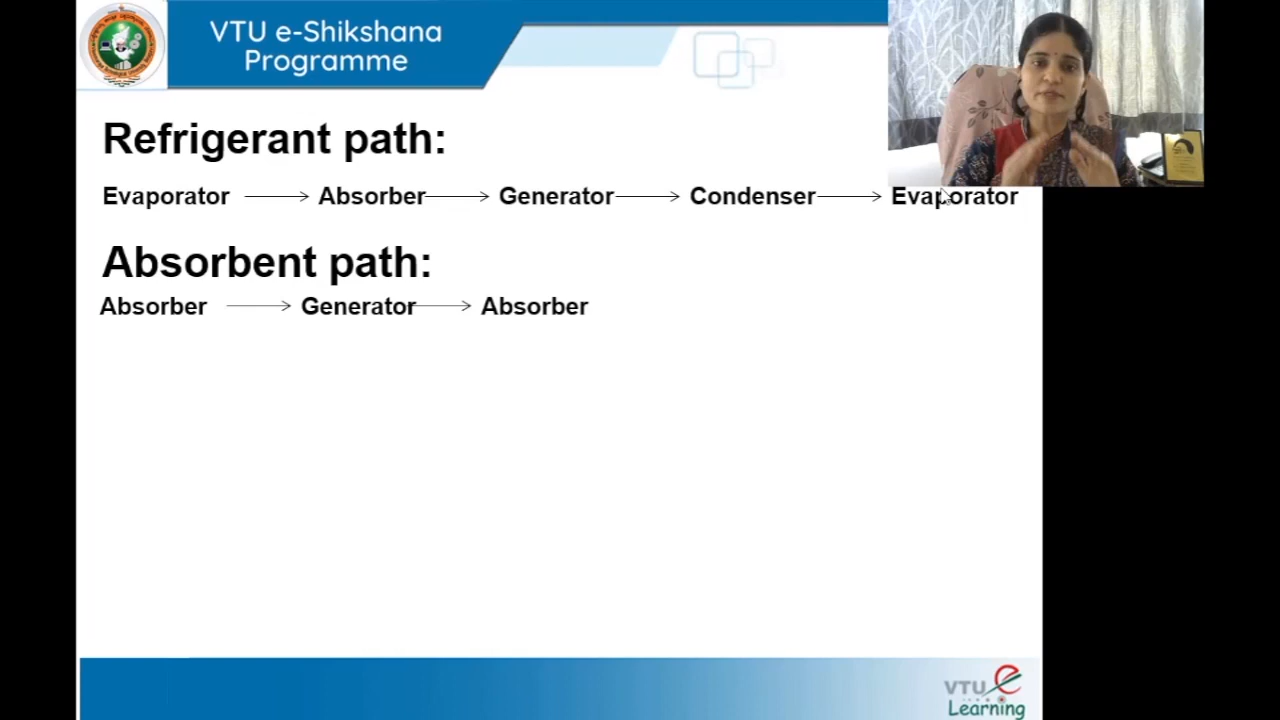 VTU e-Shikshana
Programme
Refrigerant path:
Evaporator → Absorber → Generator → Condenser → Evaporator
Absorbent path:
Absorber → Generator → Absorber
VTU e
Learning